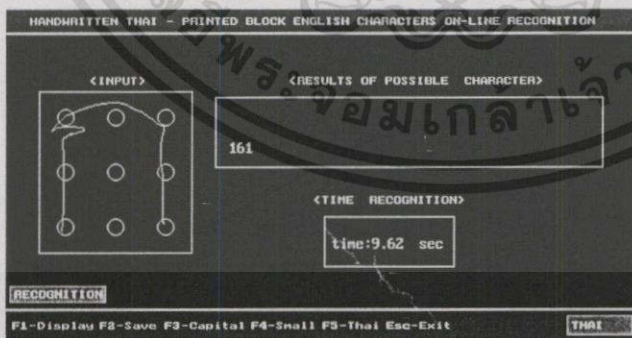 HANDWRITTEN THAI - PRINTED BLOCK ENGLISH CHARACTERS ON-LINE RECOGNITION
<INPUT>
<RESULTS OF POSSIBLE CHARACTER>
161
<TIME RECOGNITION>
time:9.62 sec
RECOGNITION
F1-Display F2-Save F3-Capital F4-Small F5-Thai Esc-Exit
THAI